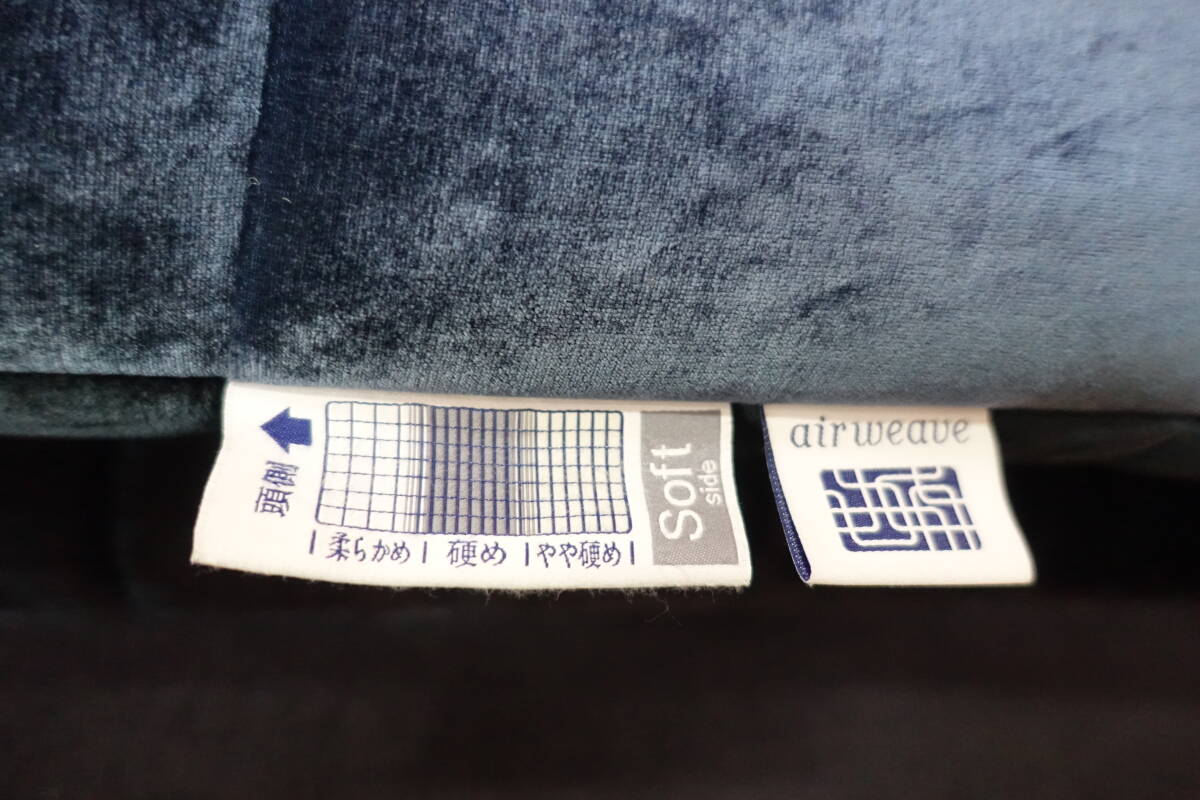 頭側
柔らかめ 硬め やや硬め
Soft
side
airweave